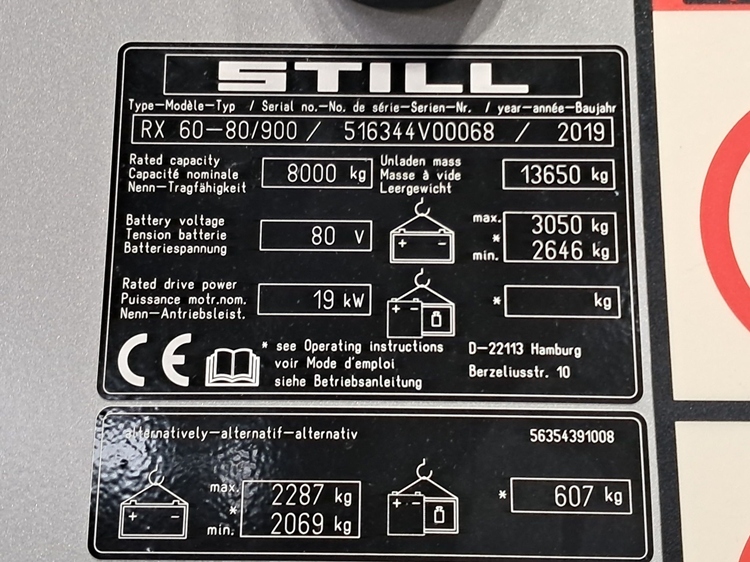 STILL
Type–Modèle–Typ / Serial no.–No. de série–Serien–Nr. / year–année–Baujahr
RX 60–80/900 / 516344V00068 / 2019
Rated capacity
Capacité nominale
Nenn–Tragfähigkeit
8000 kg
Unladen mass
Masse à vide
Leergewicht
13650 kg
Battery voltage
Tension batterie
Batteriespannung
80 V
+ –
max. 3050 kg
*
min. 2646 kg
Rated drive power
Puissance motr.nom.
Nenn–Antriebsleist.
19 kW
+ –
* kg
CE
* see Operating instructions
voir Mode d'emploi
siehe Betriebsanleitung
D–22113 Hamburg
Berzeliusstr. 10
alternatively–alternatif–alternativ
56354391008
+ –
max. 2287 kg
*
min. 2069 kg
+ –
* 607 kg